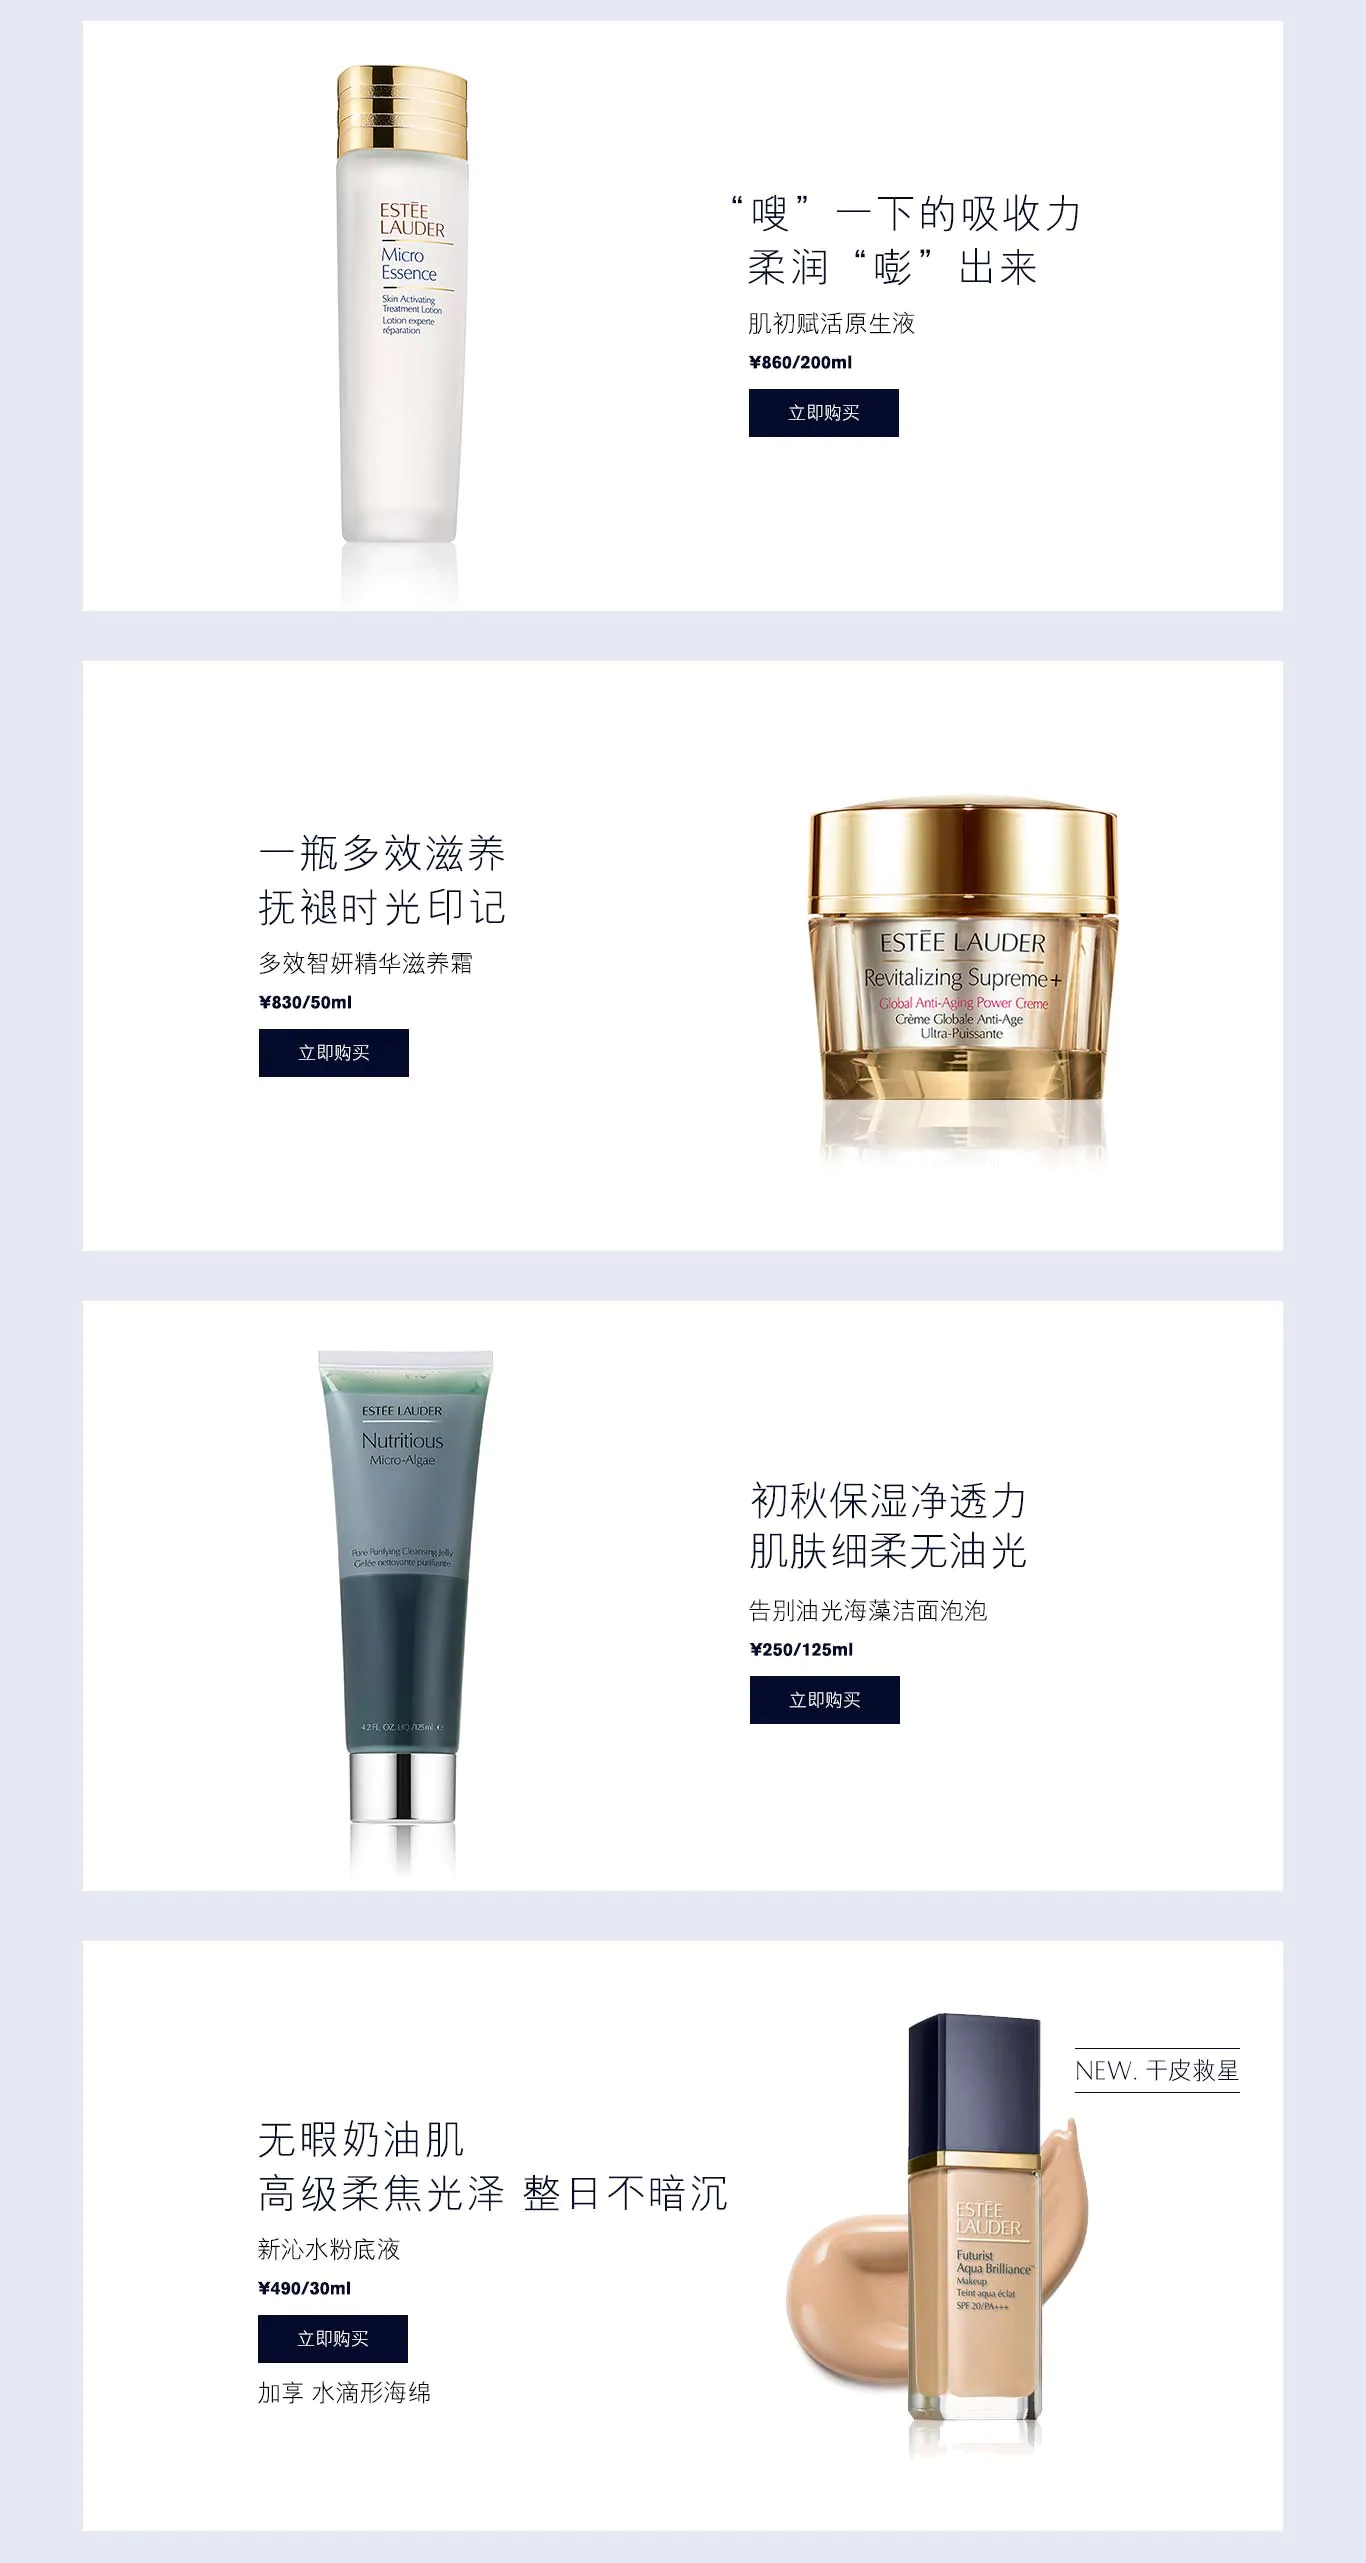 ESTĒE
LAUDER
Micro
Essence
Skin Activating
Treatment Lotion
Lotion experte
réparation
“嗖”一下的吸收力
柔润“嘭”出来
肌初赋活原生液
¥860/200ml
立即购买
一瓶多效滋养
抚褪时光印记
多效智妍精华滋养霜
¥830/50ml
立即购买
ESTĒE LAUDER
Revitalizing Supreme+
Global Anti-Aging Power Creme
Crème Globale Anti-Age
Ultra-Puissante
ESTĒE LAUDER
Nutritious
Micro-Algae
Pore Purifying Cleansing Jelly
Gelée nettoyante purifiante
4.2 FL. OZ. LIQ./125 ml e
初秋保湿净透力
肌肤细柔无油光
告别油光海藻洁面泡泡
¥250/125ml
立即购买
无暇奶油肌
高级柔焦光泽 整日不暗沉
新沁水粉底液
¥490/30ml
立即购买
加享 水滴形海绵
NEW. 干皮救星
ESTĒE
LAUDER
Futurist
Aqua Brilliance™
Makeup
Teint aqua éclat
SPF 20/PA+++